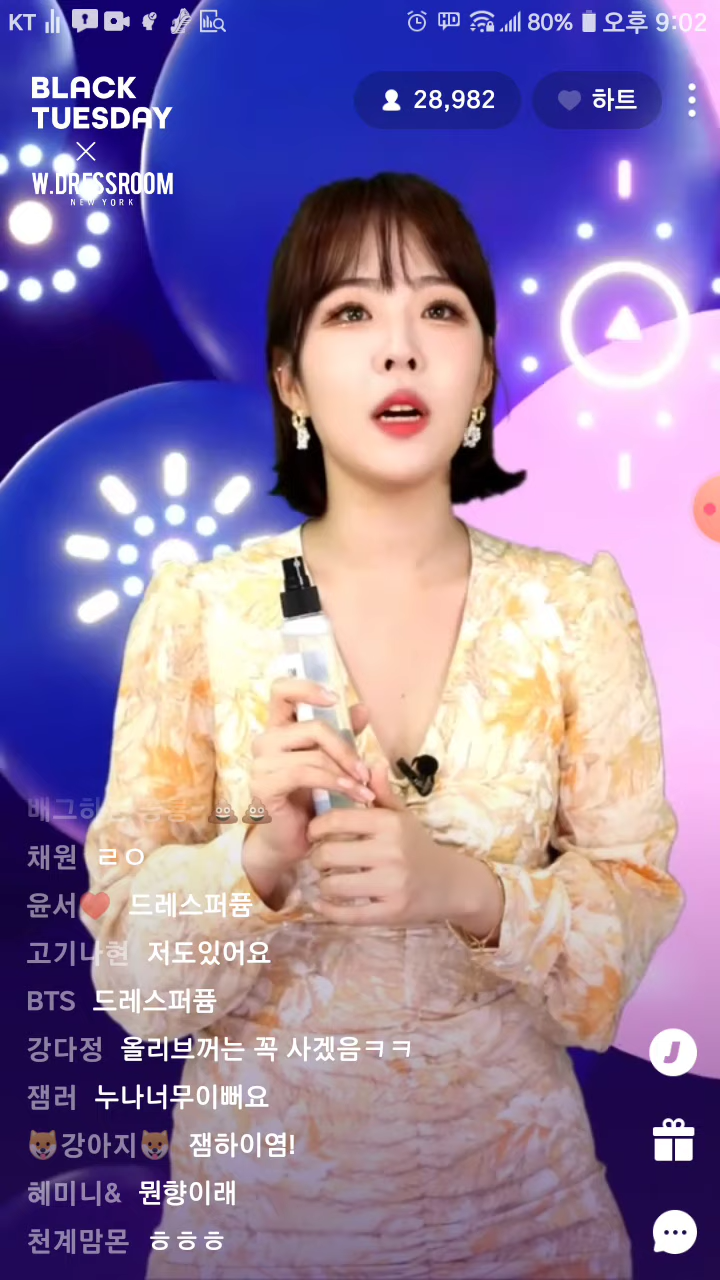 KT HD 80% 오후 9:02
BLACK
TUESDAY
28,982 하트
W.DRESSROOM
NEW YORK
채원 ㄹㅇ
윤서❤️ 드레스퍼퓸
고기나현 저도있어요
BTS 드레스퍼퓸
강다정 올리브꺼는 꼭 사겠음ㅋㅋ
잼러 누나너무이뻐요
🐶강아지🐶 잼하이염!
혜미니& 뭔향이래
천계맘몬 ㅎㅎㅎ
J